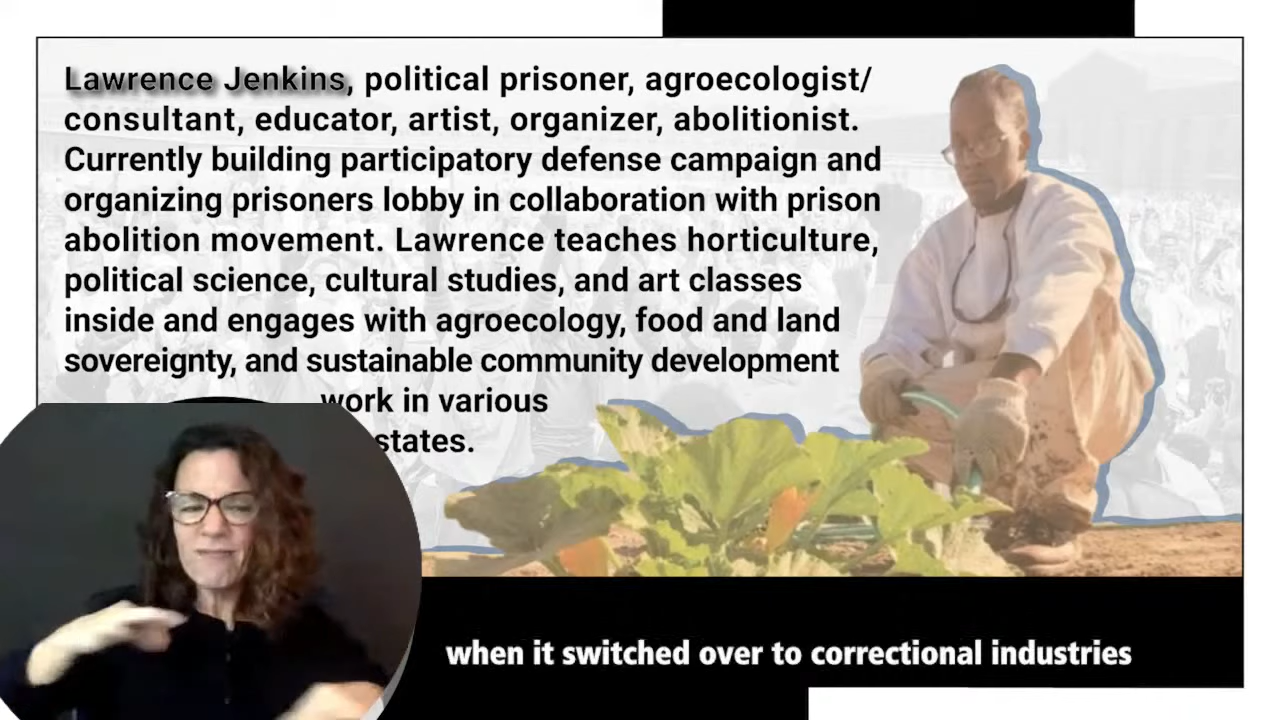 Lawrence Jenkins, political prisoner, agroecologist/
consultant, educator, artist, organizer, abolitionist.
Currently building participatory defense campaign and
organizing prisoners lobby in collaboration with prison
abolition movement. Lawrence teaches horticulture,
political science, cultural studies, and art classes
inside and engages with agroecology, food and land
sovereignty, and sustainable community development
work in various
states.
when it switched over to correctional industries